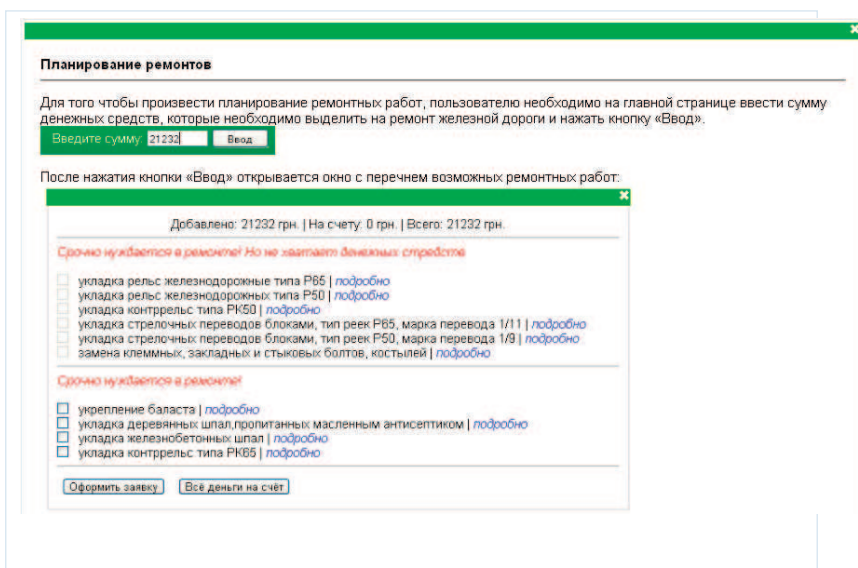 Планирование ремонтов
Для того чтобы произвести планирование ремонтных работ, пользователю необходимо на главной странице ввести сумму
денежных средств, которые необходимо выделить на ремонт железной дороги и нажать кнопку «Ввод».
Введите сумму: 21232 Ввод
После нажатия кнопки «Ввод» открывается окно с перечнем возможных ремонтных работ:
Добавлено: 21232 грн. | На счету: 0 грн. | Всего: 21232 грн.
Срочно нуждается в ремонте! Но не хватает денежных стредств
укладка рельс железнодорожные типа Р65 | подробно
укладка рельс железнодорожных типа Р50 | подробно
укладка контррельс типа РК50 | подробно
укладка стрелочных переводов блоками, тип реек Р65, марка перевода 1/11 | подробно
укладка стрелочных переводов блоками, тип реек Р50, марка перевода 1/9 | подробно
замена клеммных, закладных и стыковых болтов, костылей | подробно
Срочно нуждается в ремонте!
укрепление баласта | подробно
укладка деревянных шпал,пропитанных масленным антисептиком | подробно
укладка железнобетонных шпал | подробно
укладка контррельс типа РК65 | подробно
Оформить заявку Всё деньги на счёт